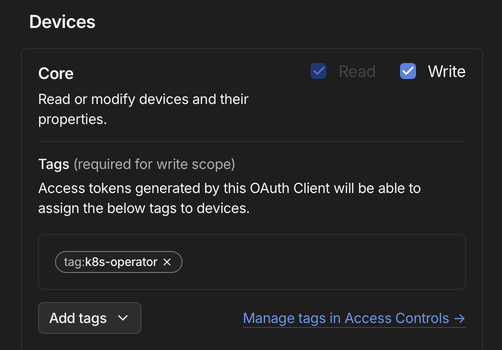 Devices
Core
Read
Write
Read or modify devices and their
properties.
Tags (required for write scope)
Access tokens generated by this OAuth Client will be able to
assign the below tags to devices.
tag:k8s-operator ×
Add tags
Manage tags in Access Controls →